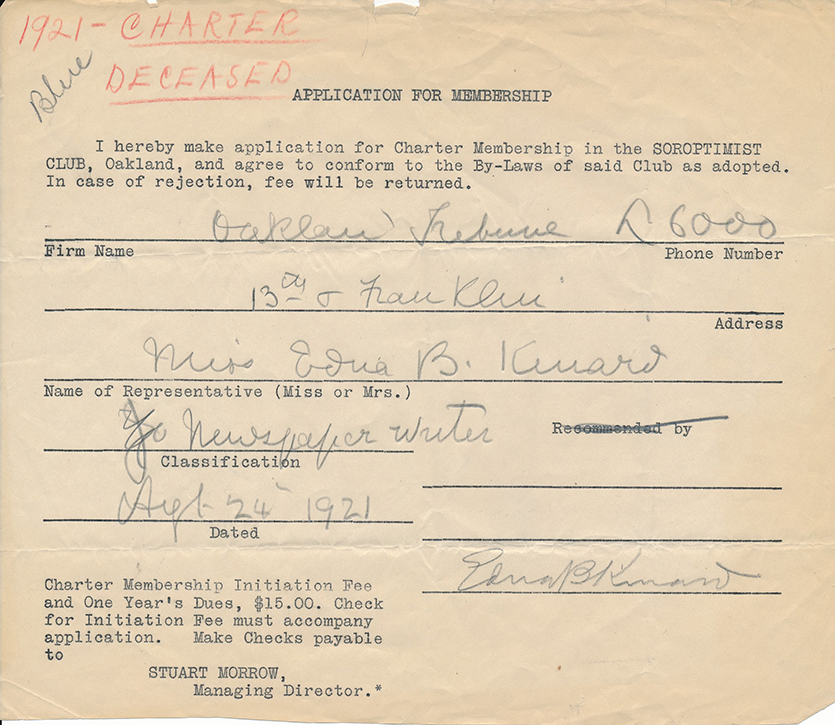 1921 - CHARTER
DECEASED
Blue
APPLICATION FOR MEMBERSHIP
I hereby make application for Charter Membership in the SOROPTIMIST
CLUB, Oakland, and agree to conform to the By-Laws of said Club as adopted.
In case of rejection, fee will be returned.
Oakland Tribune L 6000
Firm Name Phone Number
13th & Franklin
Address
Miss Edna B. Kinard
Name of Representative (Miss or Mrs.)
Newspaper writer
Classification
Recommended by
24 1921
Dated
Edna B Kinard
Charter Membership Initiation Fee
and One Year's Dues, $15.00. Check
for Initiation Fee must accompany
application. Make Checks payable
to
STUART MORROW,
Managing Director.*